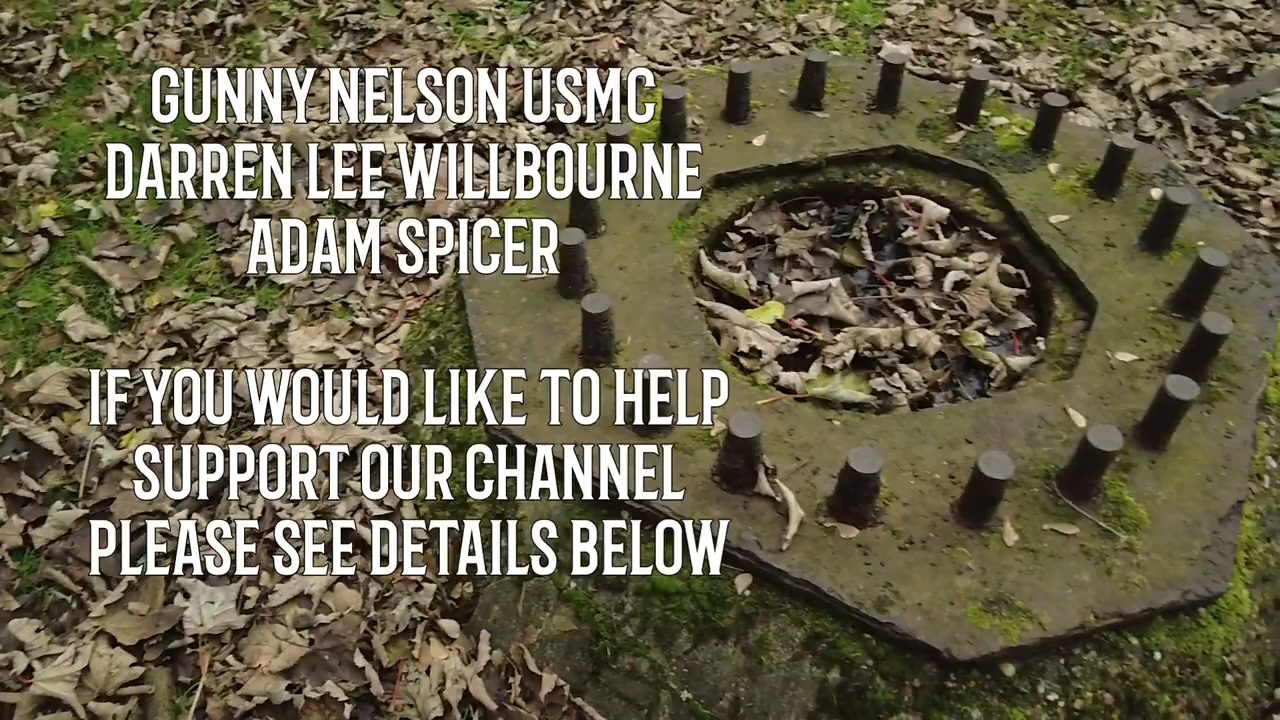 GUNNY NELSON USMC
DARREN LEE WILLBOURNE
ADAM SPICER
IF YOU WOULD LIKE TO HELP
SUPPORT OUR CHANNEL
PLEASE SEE DETAILS BELOW